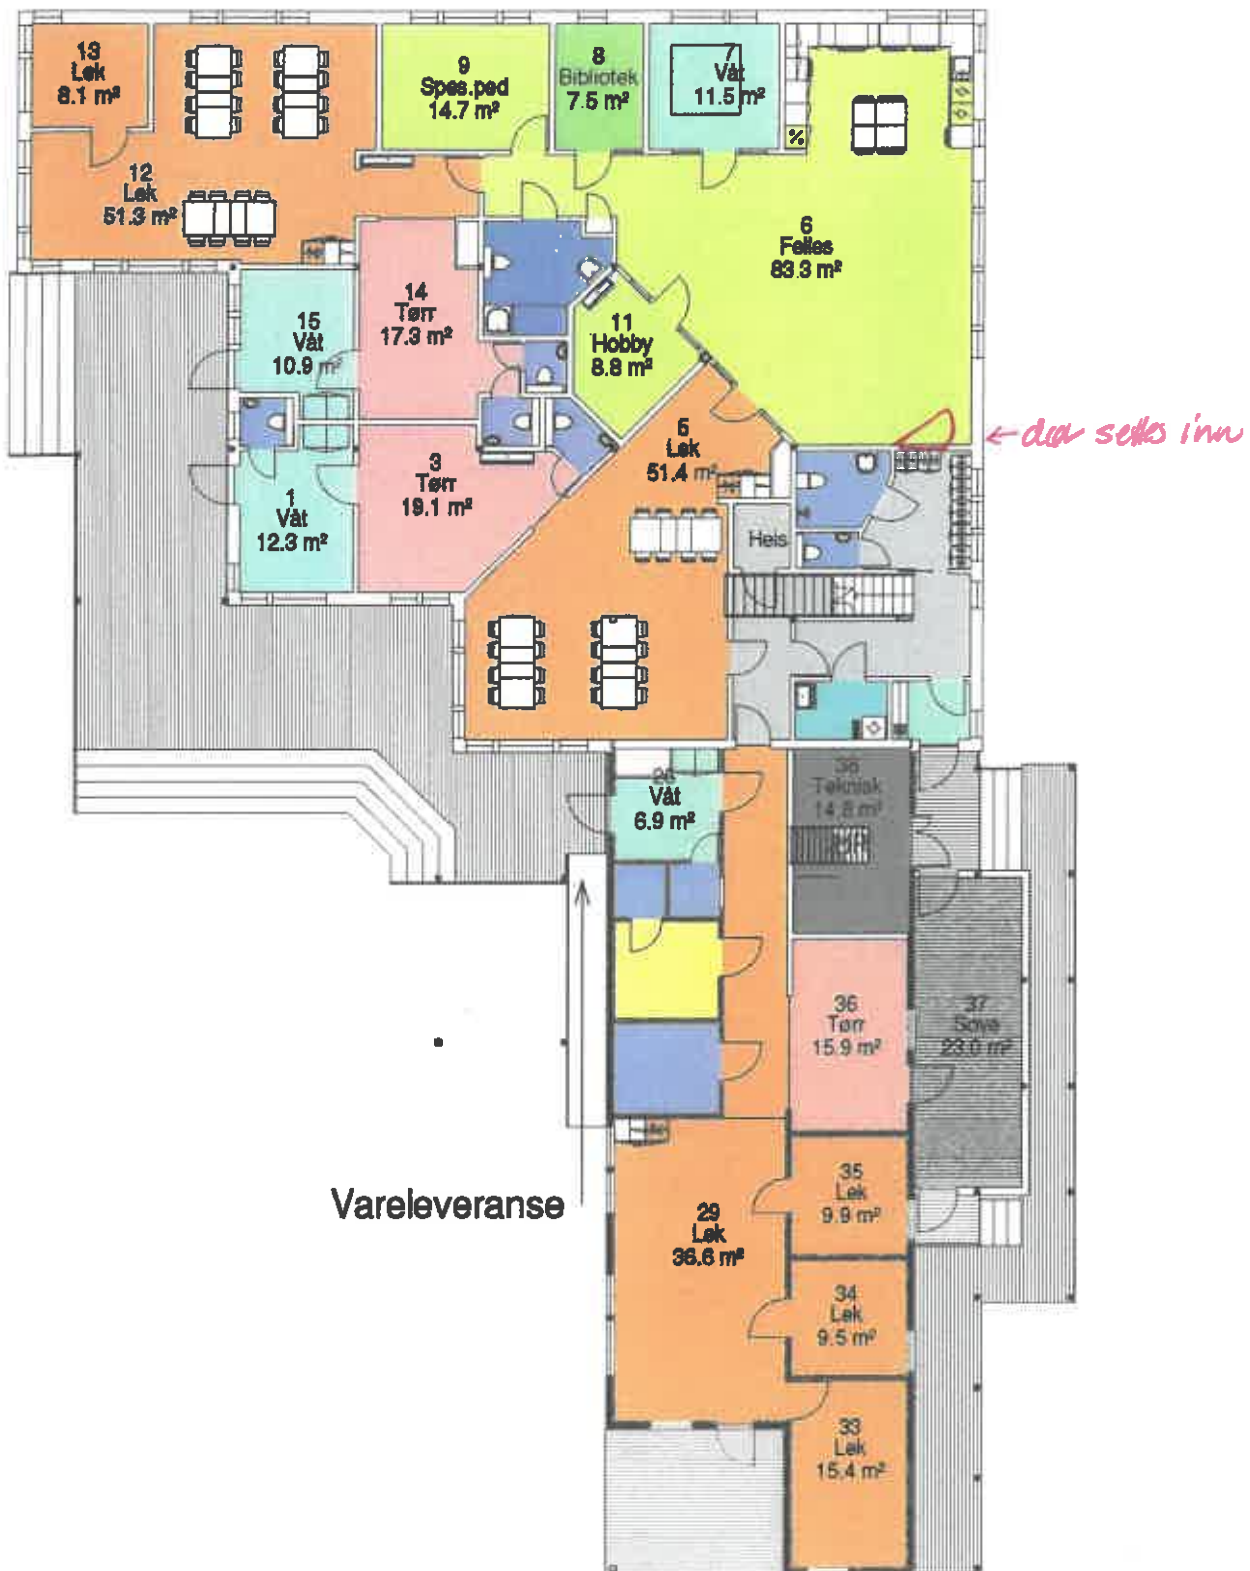 13
Lek
8.1 m²
9
Spes.ped
14.7 m²
8
Bibliotek
7.5 m²
7
Våt
11.5 m²
%
12
Lek
51.3 m²
6
Felles
83.3 m²
14
Tørr
17.3 m²
15
Våt
10.9 m²
11
Hobby
8.8 m²
5
Lek
51.4 m²
← dør settes inn
3
Tørr
19.1 m²
1
Våt
12.3 m²
Heis
Våt
6.9 m²
Teknisk
14.8 m²
36
Tørr
15.9 m²
37
Sove
23.0 m²
Vareleveranse
29
Lek
36.6 m²
35
Lek
9.9 m²
34
Lek
9.5 m²
33
Lek
15.4 m²